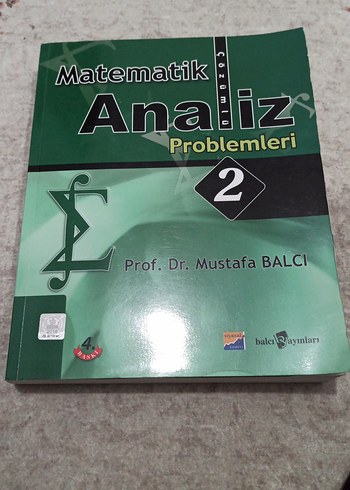 Matematik
ÇÖZÜMLÜ
Analiz
Problemleri
2
Prof. Dr. Mustafa BALCI
4.
BASKI
balcı yayınları